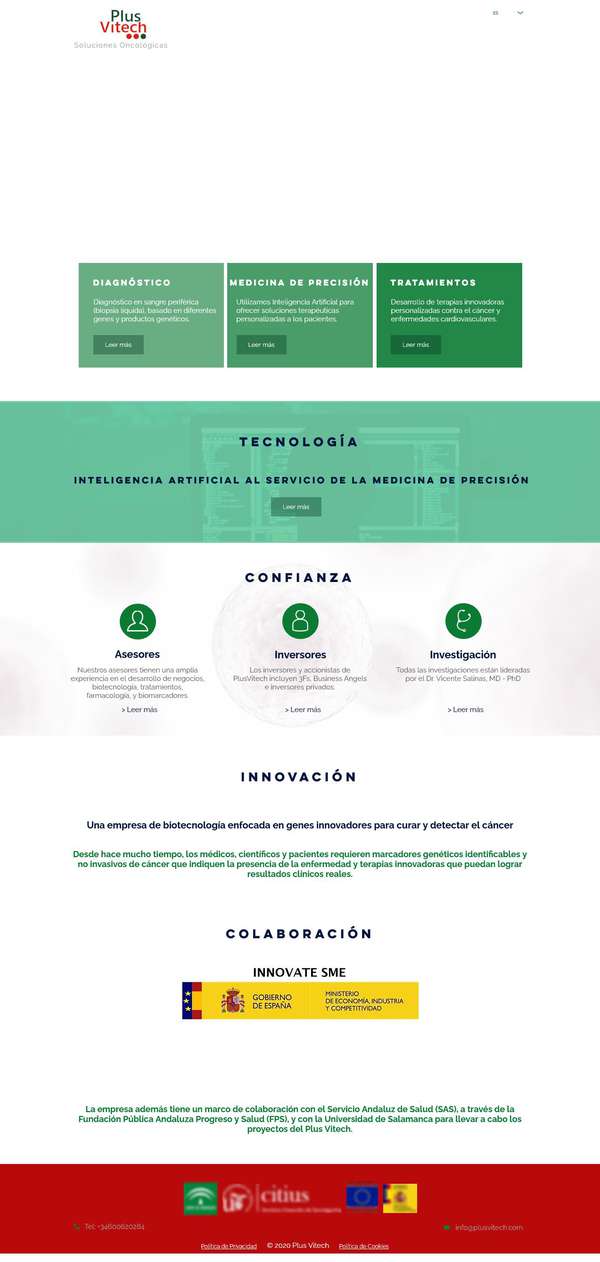 Plus
Vitech
Soluciones Oncológicas
ES
DIAGNÓSTICO
Diagnóstico en sangre periférica
(biopsia líquida), basado en diferentes
genes y productos genéticos.
Leer más
MEDICINA DE PRECISIÓN
Utilizamos Inteligencia Artificial para
ofrecer soluciones terapéuticas
personalizadas a los pacientes.
Leer más
TRATAMIENTOS
Desarrollo de terapias innovadoras
personalizadas contra el cáncer y
enfermedades cardiovasculares.
Leer más
TECNOLOGÍA
INTELIGENCIA ARTIFICIAL AL SERVICIO DE LA MEDICINA DE PRECISIÓN
Leer más
CONFIANZA
Asesores
Nuestros asesores tienen una amplia
experiencia en el desarrollo de negocios,
biotecnología, tratamientos,
farmacología, y biomarcadores.
> Leer más
Inversores
Los inversores y accionistas de
PlusVitech incluyen 3Fs, Business Angels
e inversores privados.
> Leer más
Investigación
Todas las investigaciones están lideradas
por el Dr. Vicente Salinas, MD - PhD
> Leer más
INNOVACIÓN
Una empresa de biotecnología enfocada en genes innovadores para curar y detectar el cáncer
Desde hace mucho tiempo, los médicos, científicos y pacientes requieren marcadores genéticos identificables y
no invasivos de cáncer que indiquen la presencia de la enfermedad y terapias innovadoras que puedan lograr
resultados clínicos reales.
COLABORACIÓN
INNOVATE SME
GOBIERNO
DE ESPAÑA
MINISTERIO
DE ECONOMÍA, INDUSTRIA
Y COMPETITIVIDAD
La empresa además tiene un marco de colaboración con el Servicio Andaluz de Salud (SAS), a través de la
Fundación Pública Andaluza Progreso y Salud (FPS), y con la Universidad de Salamanca para llevar a cabo los
proyectos del Plus Vitech.
citius
Tel: +34600620284
info@plusvitech.com
Política de Privacidad
© 2020 Plus Vitech
Política de Cookies